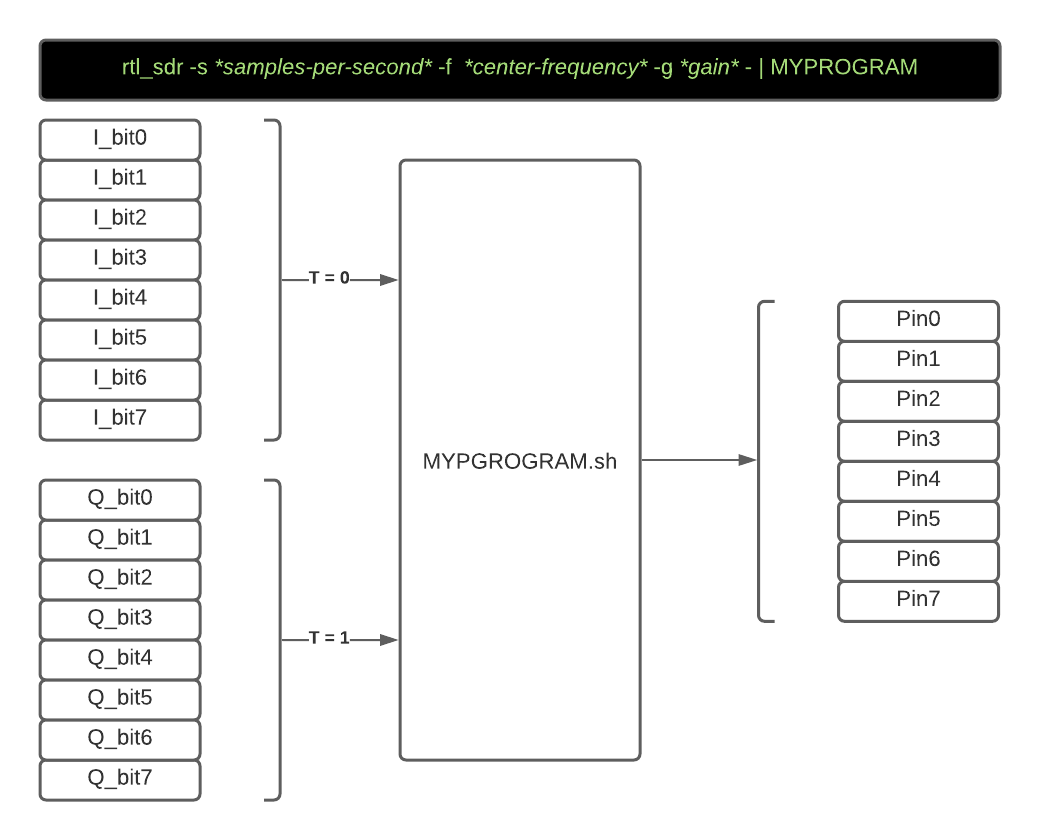 rtl_sdr -s *samples-per-second* -f *center-frequency* -g *gain* - | MYPROGRAM
I_bit0
I_bit1
I_bit2
I_bit3
I_bit4
I_bit5
I_bit6
I_bit7
T = 0
Q_bit0
Q_bit1
Q_bit2
Q_bit3
Q_bit4
Q_bit5
Q_bit6
Q_bit7
T = 1
MYPGROGRAM.sh
Pin0
Pin1
Pin2
Pin3
Pin4
Pin5
Pin6
Pin7